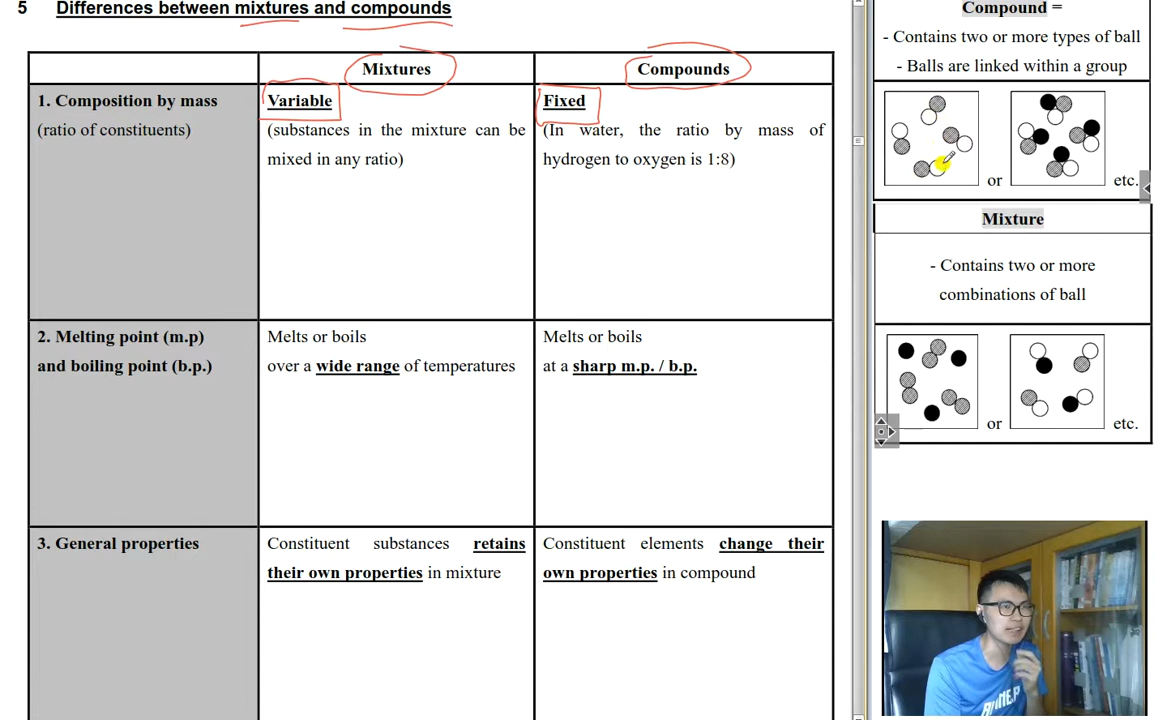 5 Differences between mixtures and compounds
Mixtures
Compounds
1. Composition by mass
(ratio of constituents)
Variable
(substances in the mixture can be
mixed in any ratio)
Fixed
(In water, the ratio by mass of
hydrogen to oxygen is 1:8)
2. Melting point (m.p)
and boiling point (b.p.)
Melts or boils
over a wide range of temperatures
Melts or boils
at a sharp m.p. / b.p.
3. General properties
Constituent substances retains
their own properties in mixture
Constituent elements change their
own properties in compound
Compound =
- Contains two or more types of ball
- Balls are linked within a group
or
etc.
Mixture
- Contains two or more
combinations of ball
or
etc.